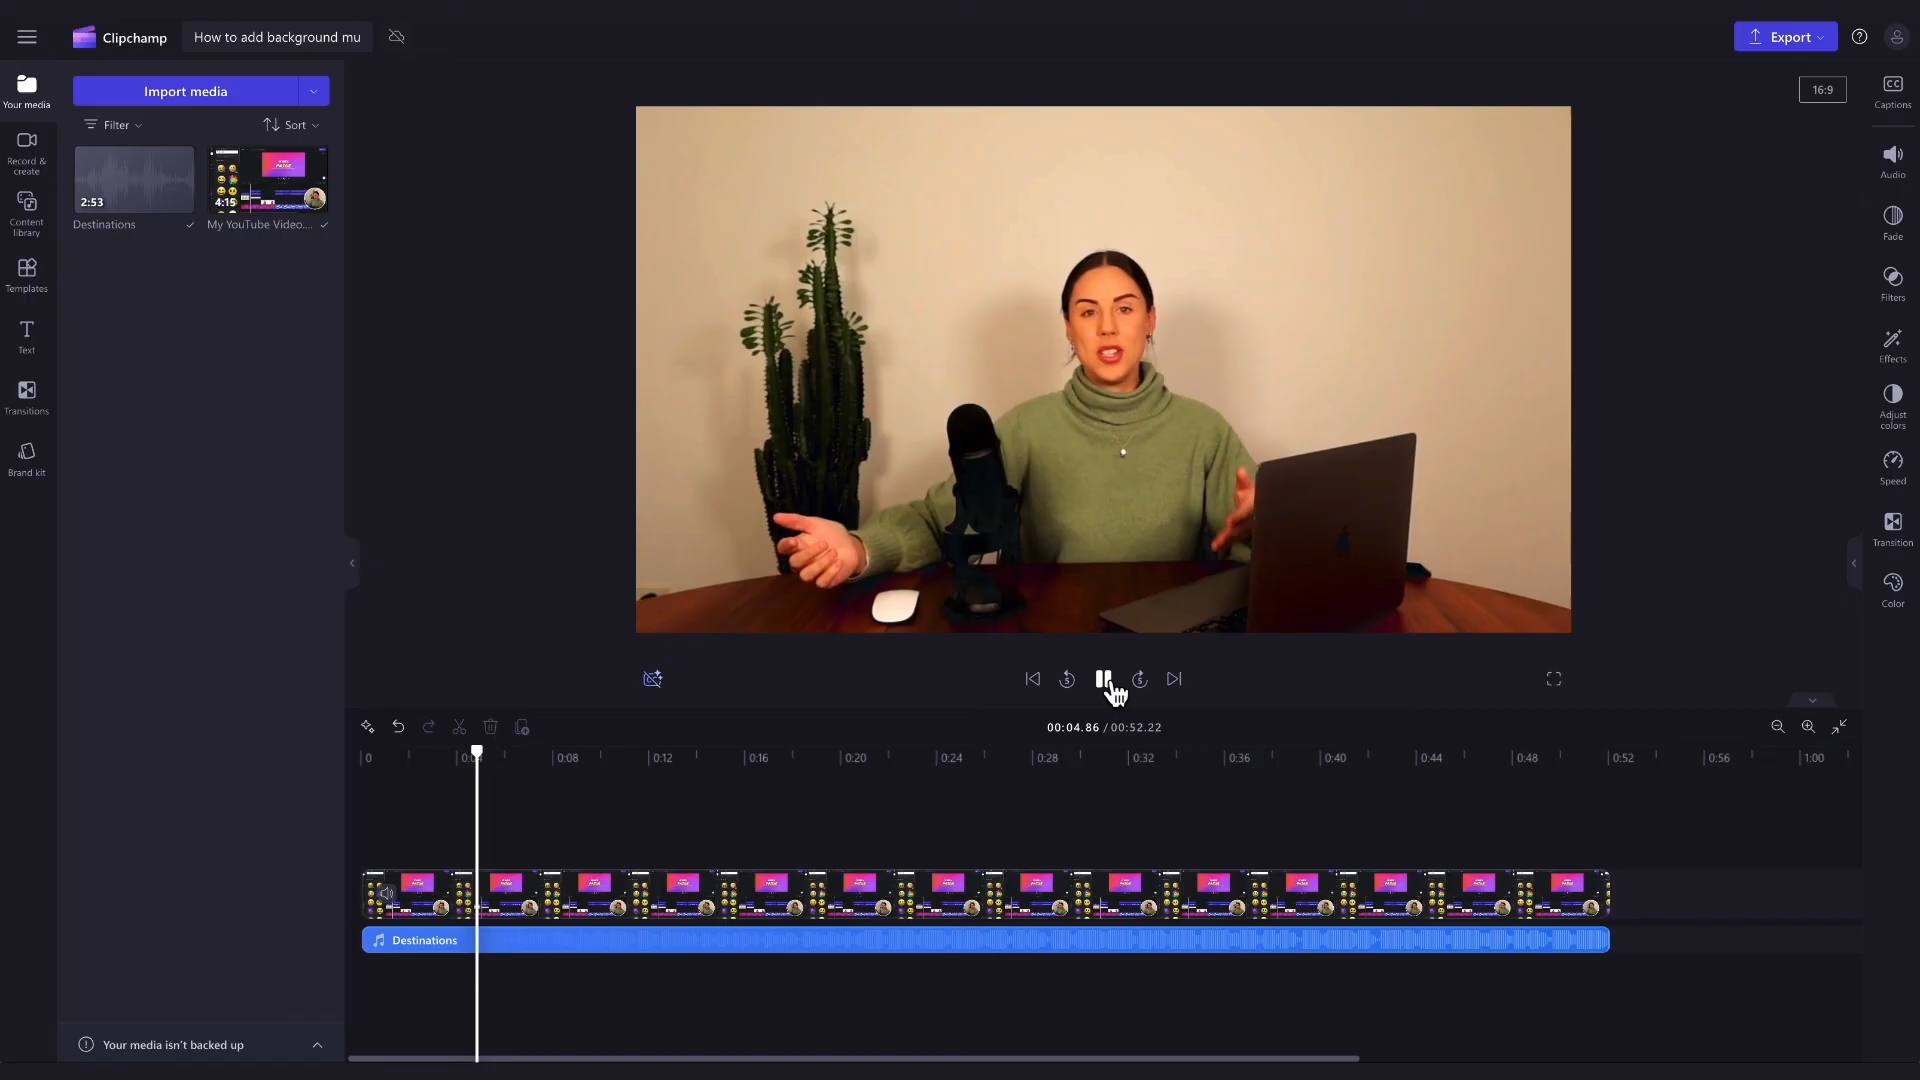 Clipchamp
How to add background mu
Export
Your media
Import media
16:9
Captions
Filter
Sort
Record &
create
Audio
2:53
4:15
Destinations
My YouTube Video....
Content
library
Fade
Templates
Filters
Text
Effects
Transitions
Adjust
colors
Brand kit
Speed
Transition
Color
00:04.86 / 00:52.22
0
0:04
0:08
0:12
0:16
0:20
0:24
0:28
0:32
0:36
0:40
0:44
0:48
0:52
0:56
1:00
Destinations
Your media isn't backed up